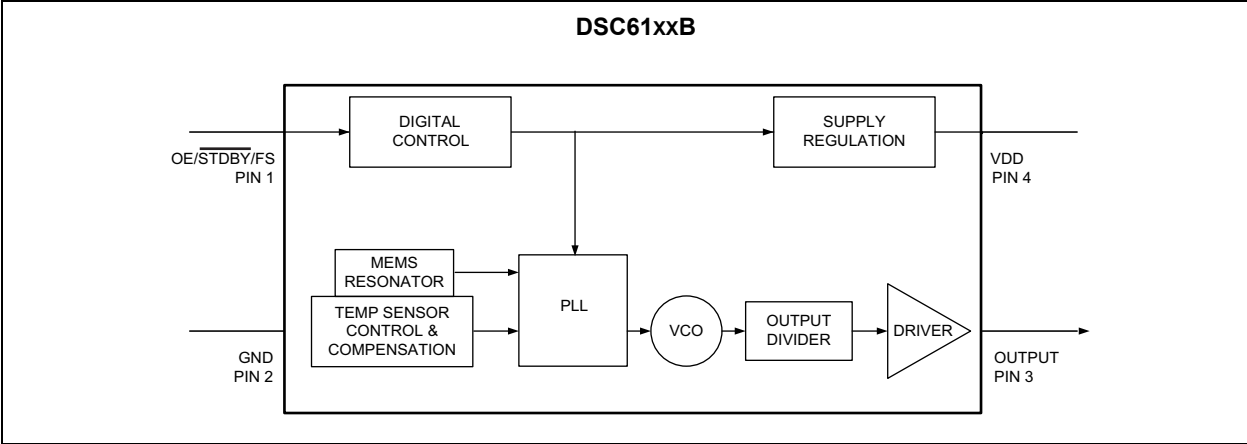 DSC61xxB
DIGITAL
CONTROL
SUPPLY
REGULATION
OE/STDBY/FS
PIN 1
VDD
PIN 4
MEMS
RESONATOR
TEMP SENSOR
CONTROL &
COMPENSATION
PLL
VCO
OUTPUT
DIVIDER
DRIVER
GND
PIN 2
OUTPUT
PIN 3